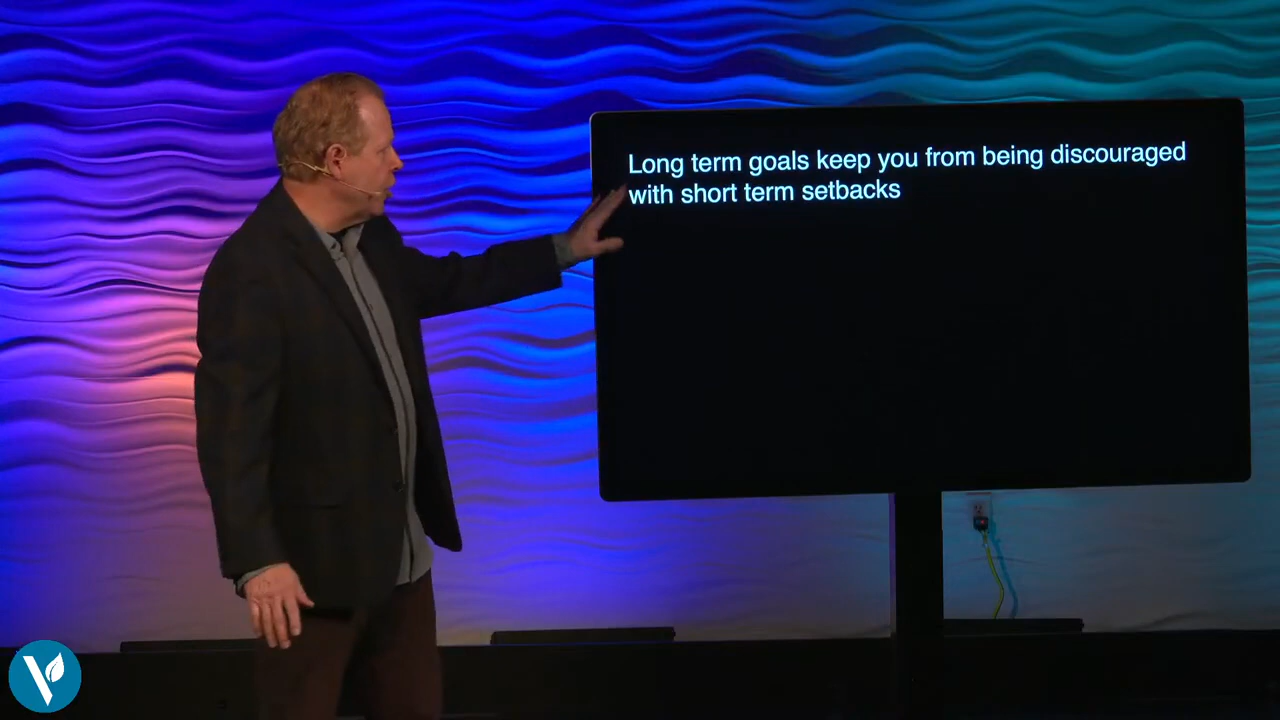 Long term goals keep you from being discouraged
with short term setbacks